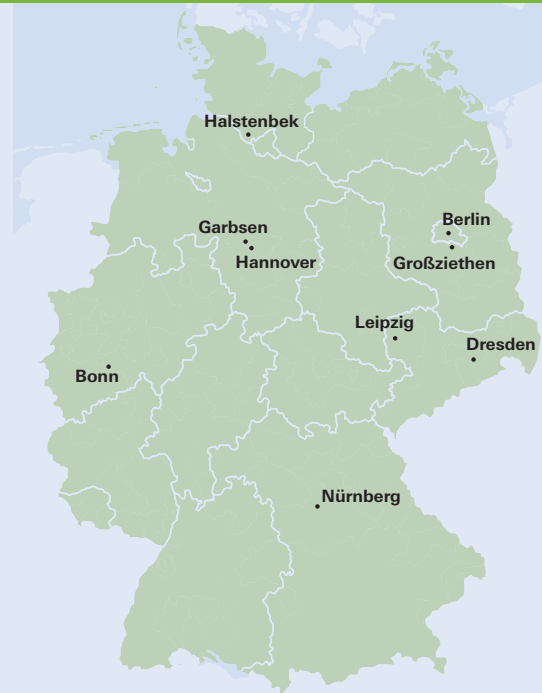 Halstenbek
Berlin
Garbsen
Hannover
Großziethen
Leipzig
Dresden
Bonn
Nürnberg